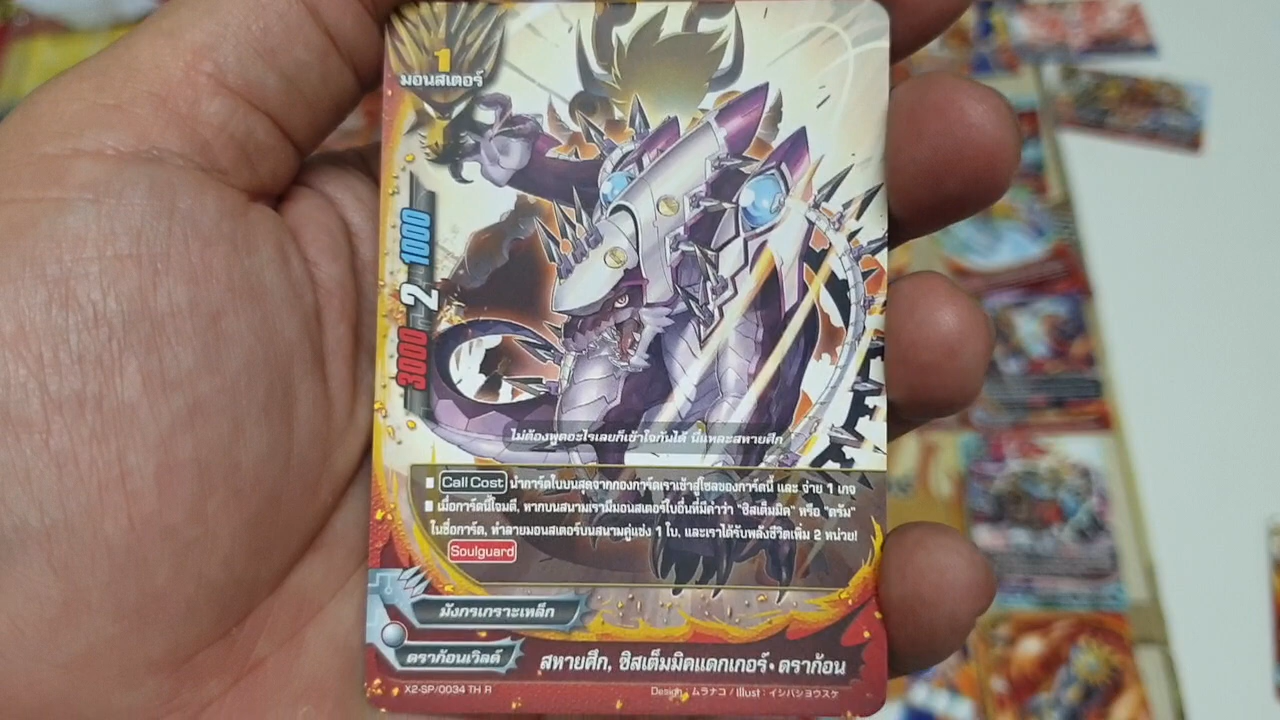 1
มอนสเตอร์
1000
2
3000
ไม่ต้องพูดอะไรเลยก็เข้าใจกันได้ นี่แหละสหายศึก
■ Call Cost นำการ์ดใบบนสุดจากกองการ์ดเราเข้าสู่โซลของการ์ดนี้ และ จ่าย 1 เกจ
■ เมื่อการ์ดนี้โจมตี, หากบนสนามเรามีมอนสเตอร์ใบอื่นที่มีคำว่า "ซิสเต็มมิค" หรือ "ดรัม"
ในชื่อการ์ด, ทำลายมอนสเตอร์บนสนามคู่แข่ง 1 ใบ, และเราได้รับพลังชีวิตเพิ่ม 2 หน่วย!
Soulguard
มังกรเกราะเหล็ก
ดราก้อนเวิลด์
สหายศึก, ซิสเต็มมิคแดกเกอร์・ดราก้อน
X2-SP/0034 TH R
Design : ムラナコ / Illust : イシバシヨウスケ